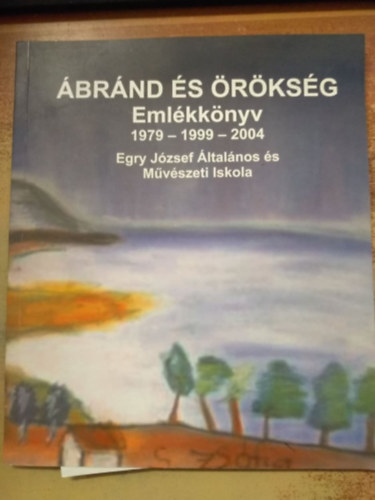 ÁBRÁND ÉS ÖRÖKSÉG
Emlékkönyv
1979 – 1999 – 2004
Egry József Általános és
Művészeti Iskola